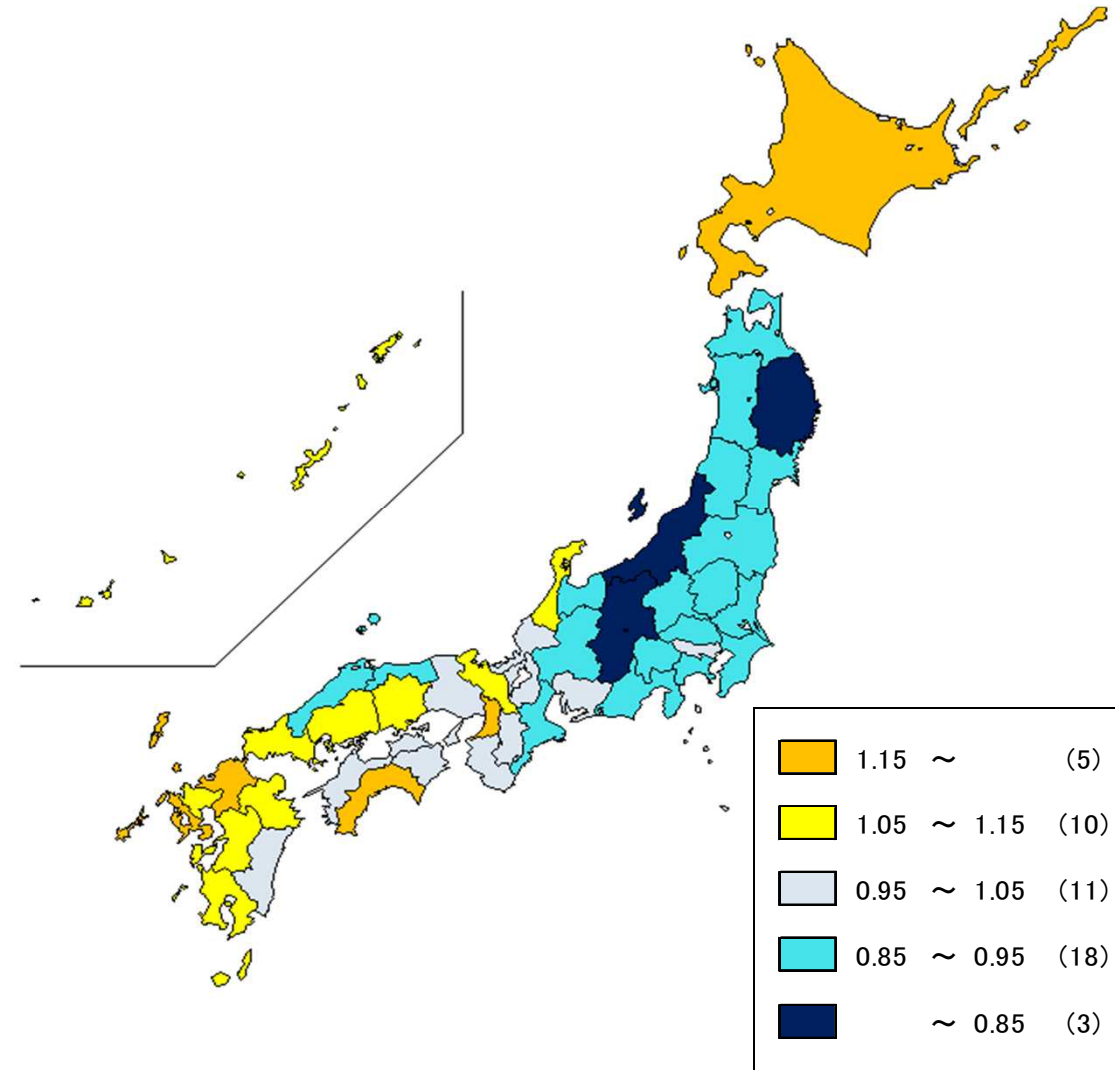 1.15 ～ （5）
1.05 ～ 1.15 （10）
0.95 ～ 1.05 （11）
0.85 ～ 0.95 （18）
～ 0.85 （3）